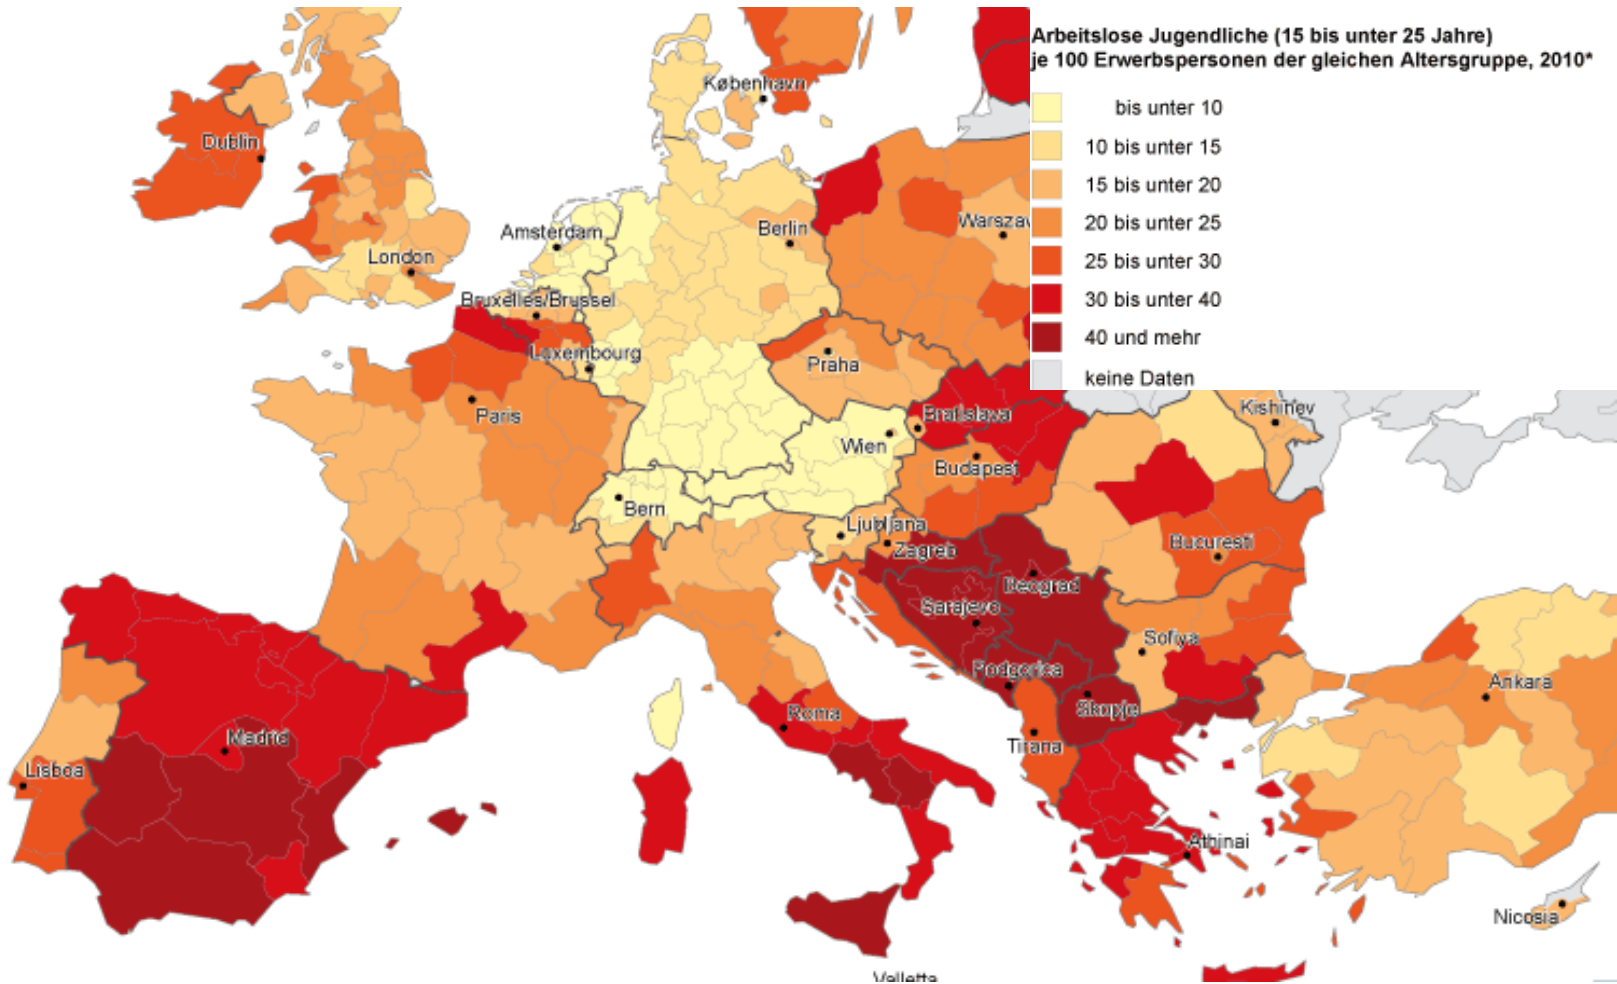 Arbeitslose Jugendliche (15 bis unter 25 Jahre)
je 100 Erwerbspersonen der gleichen Altersgruppe, 2010*
bis unter 10
10 bis unter 15
15 bis unter 20
20 bis unter 25
25 bis unter 30
30 bis unter 40
40 und mehr
keine Daten
København
Dublin
Amsterdam
Berlin
Warszav
London
Bruxelles/Brussel
Luxembourg
Praha
Paris
Bratislava
Kishinev
Wien
Budapest
Bern
Ljubljana
Zagreb
Bucuresti
Beograd
Sarajevo
Sofiya
Podgorica
Ankara
Skopje
Roma
Madrid
Tirana
Lisboa
Athinai
Nicosia
Valletta